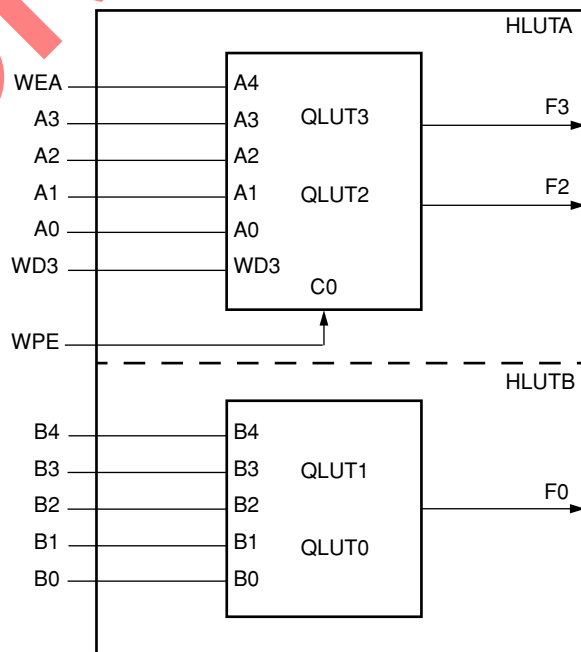 HLUTA
WEA A4
A3 A3 QLUT3 F3
A2 A2
A1 A1 QLUT2 F2
A0 A0
WD3 WD3
C0
WPE
HLUTB
B4 B4
B3 B3 QLUT1
B2 B2 F0
B1 B1 QLUT0
B0 B0